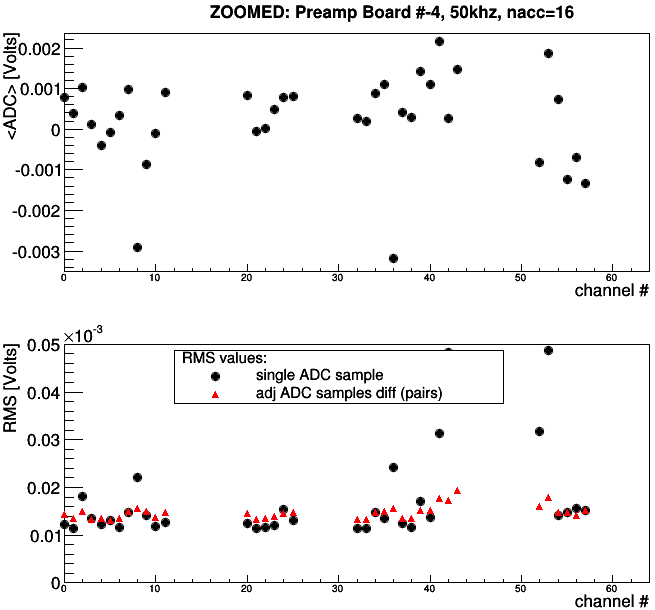 ZOOMED: Preamp Board #-4, 50khz, nacc=16
<ADC> [Volts]
0.002
0.001
0
-0.001
-0.002
-0.003
0 10 20 30 40 50 60
channel #
×10^-3
RMS [Volts]
0.05
0.04
0.03
0.02
0.01
0
RMS values:
single ADC sample
adj ADC samples diff (pairs)
0 10 20 30 40 50 60
channel #